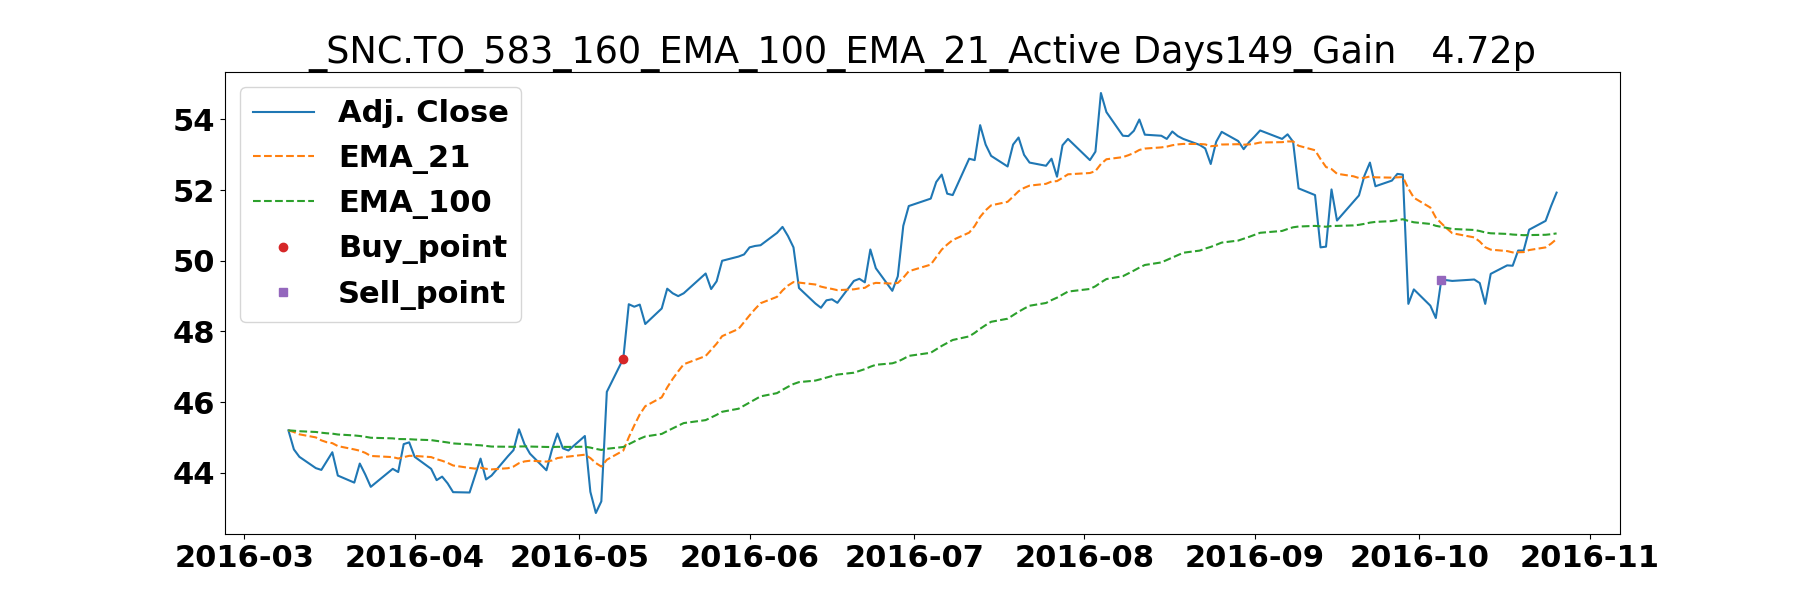 _SNC.TO_583_160_EMA_100_EMA_21_Active Days149_Gain   4.72p
Adj. Close
EMA_21
EMA_100
Buy_point
Sell_point
54
52
50
48
46
44
2016-03 2016-04 2016-05 2016-06 2016-07 2016-08 2016-09 2016-10 2016-11